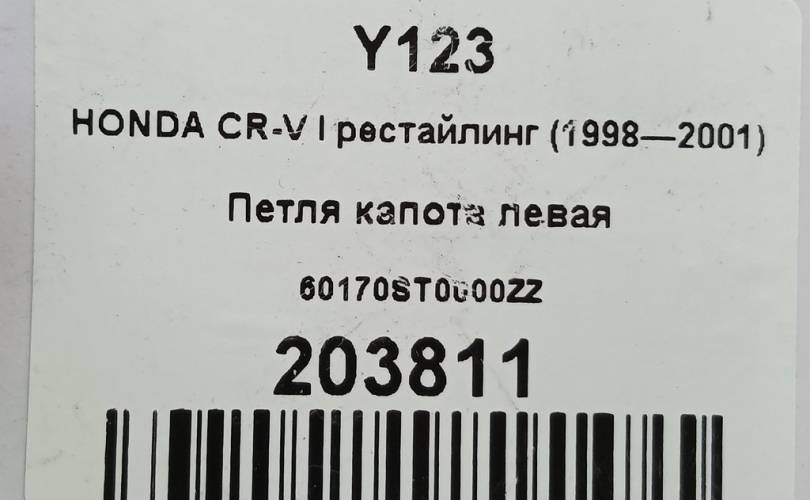 Y123
HONDA CR-V I рестайлинг (1998—2001)
Петля капота левая
60170ST0000ZZ
203811